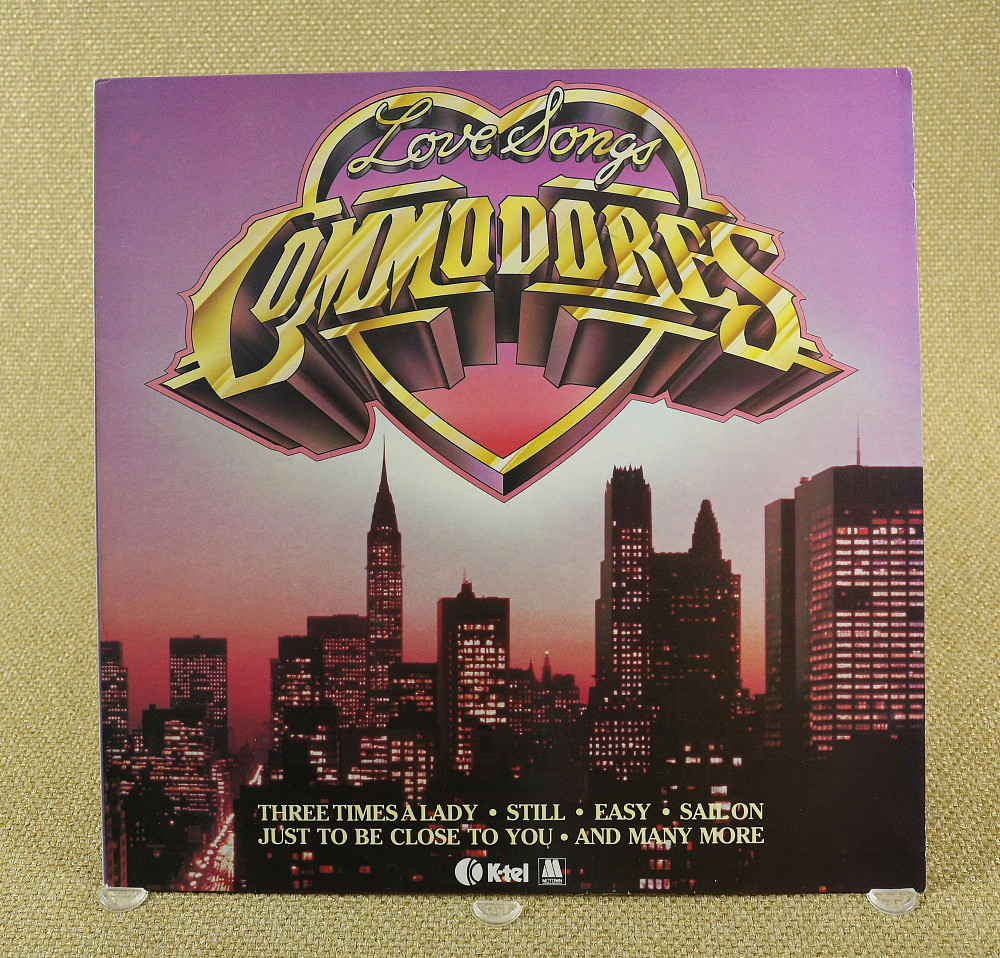 Love Songs
COMMODORES
THREE TIMES A LADY • STILL • EASY • SAIL ON
JUST TO BE CLOSE TO YOU • AND MANY MORE
K-tel MOTOWN